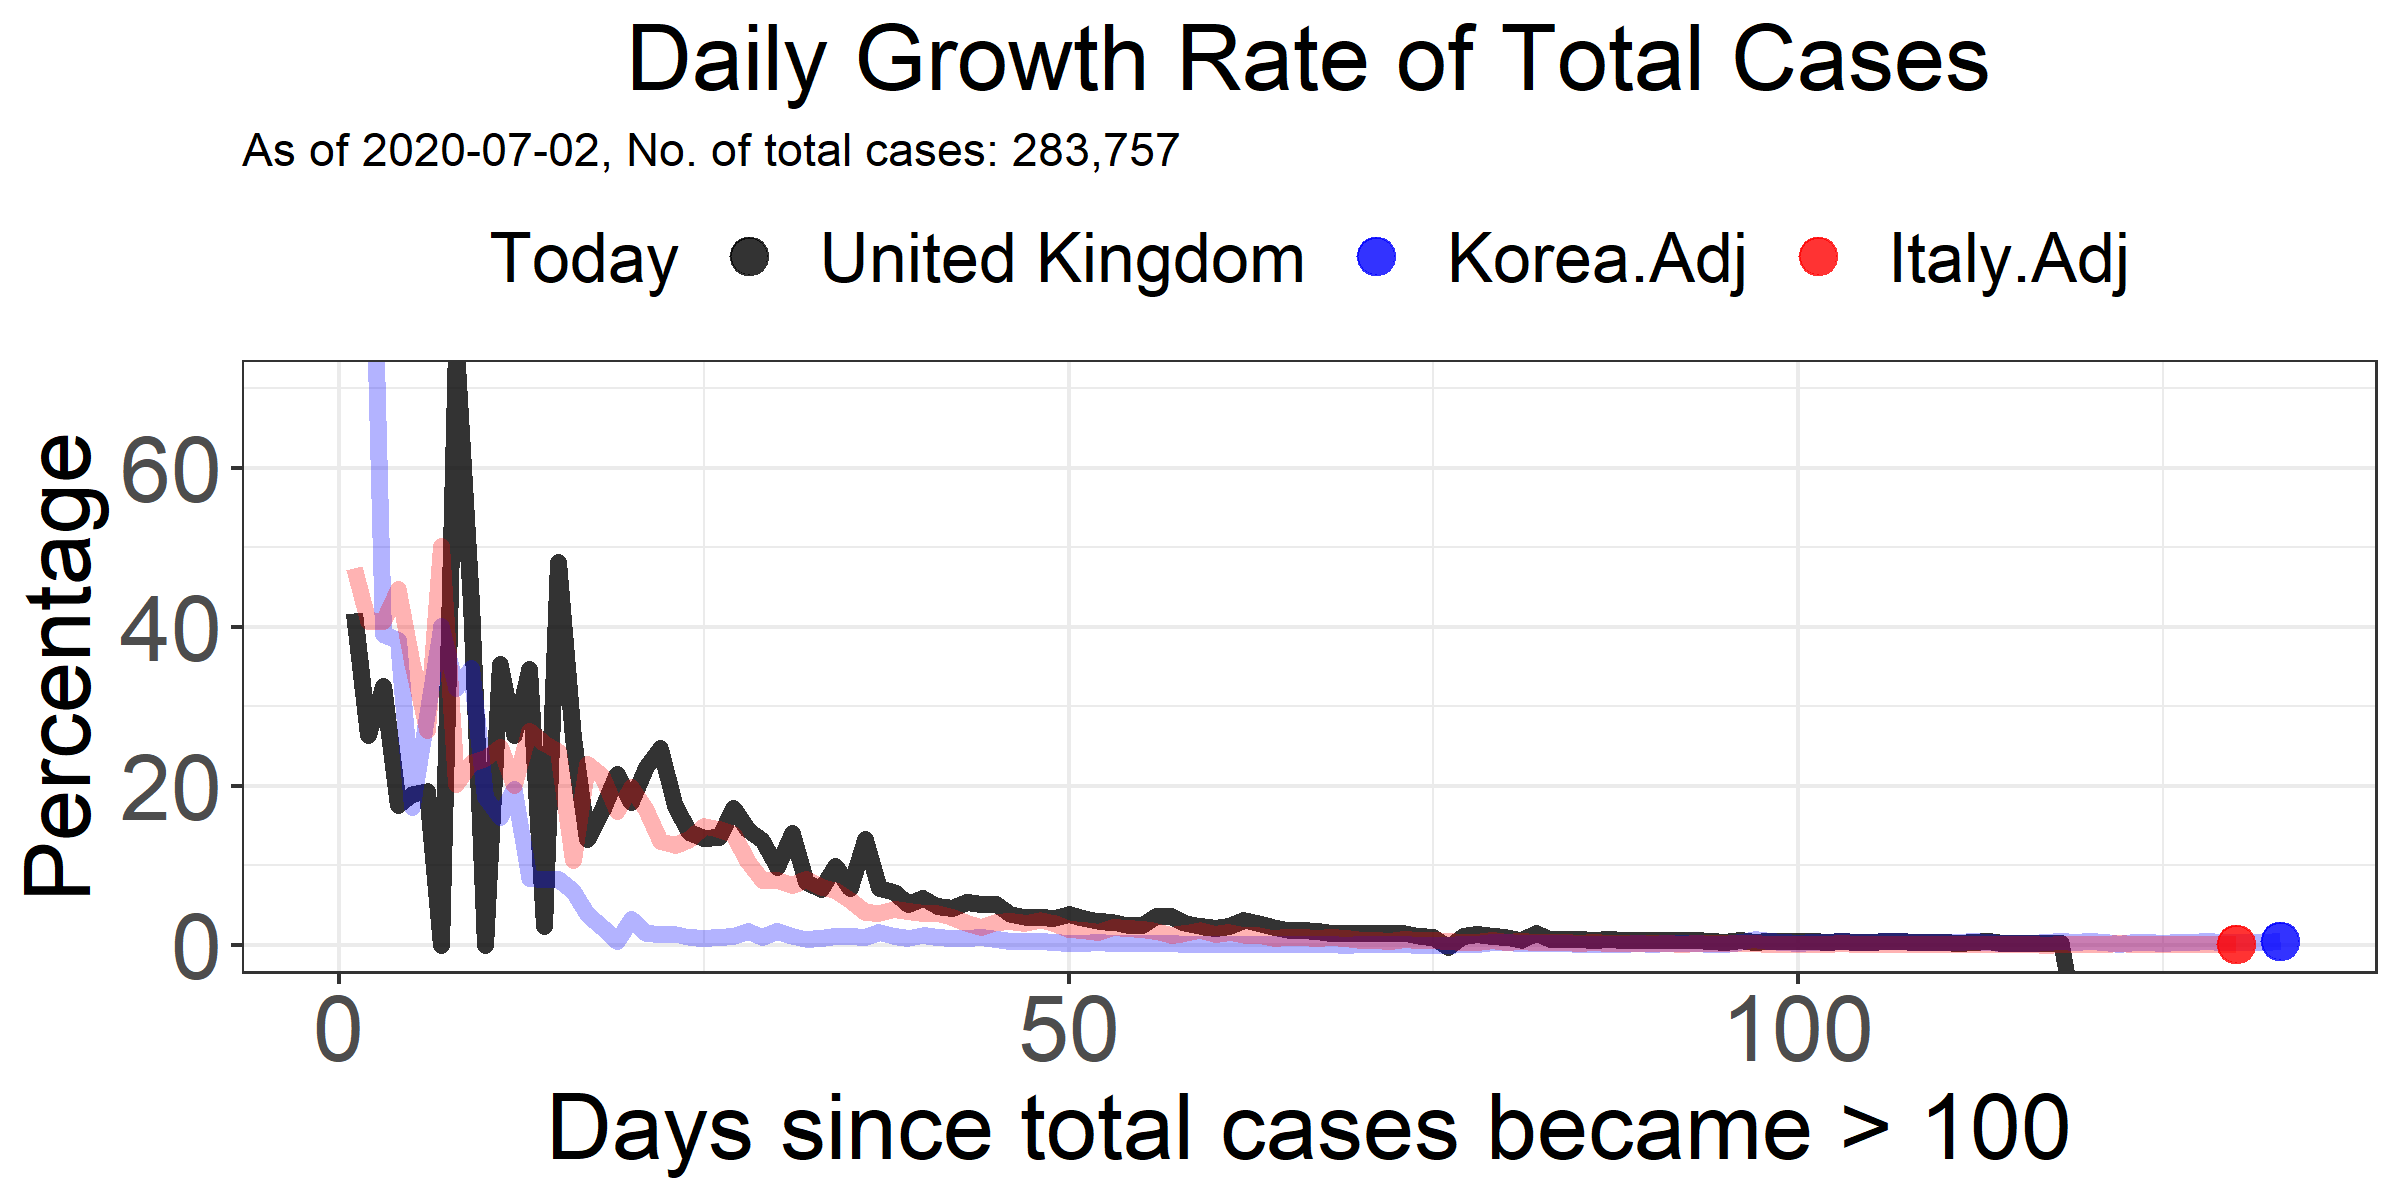 Daily Growth Rate of Total Cases
As of 2020-07-02, No. of total cases: 283,757
Today United Kingdom Korea.Adj Italy.Adj
Percentage
60
40
20
0
0 50 100
Days since total cases became > 100